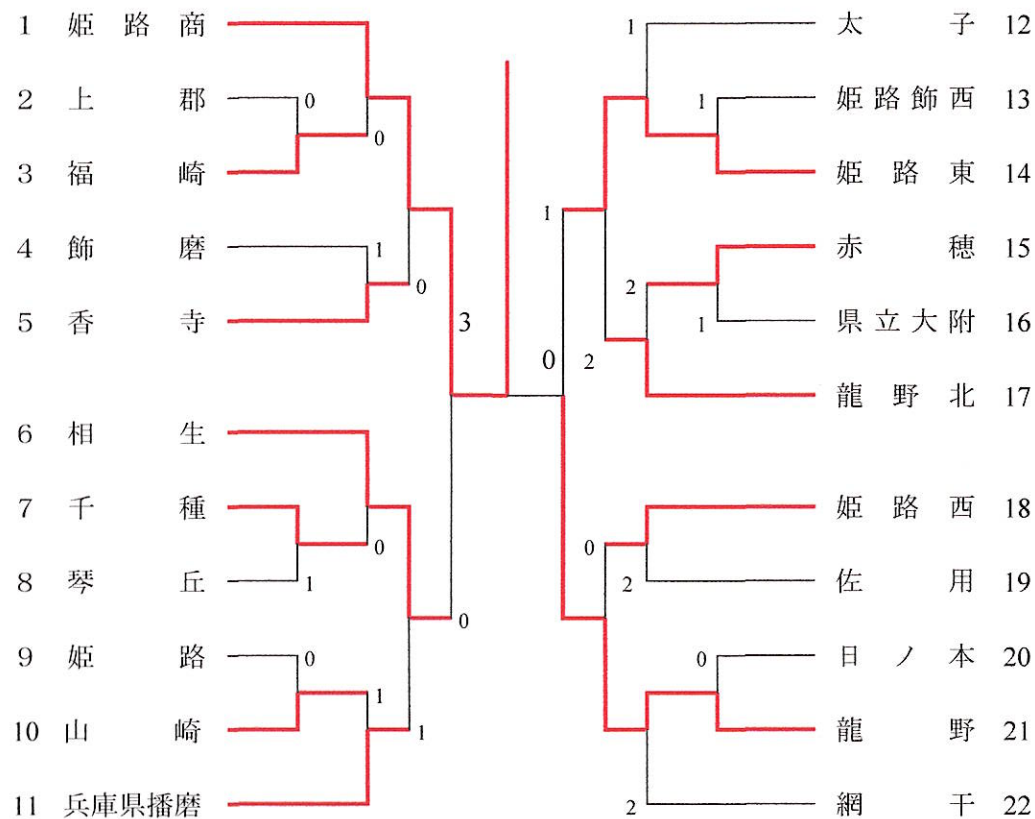 1 姫路商
2 上郡
3 福崎
4 飾磨
5 香寺
6 相生
7 千種
8 琴丘
9 姫路
10 山崎
11 兵庫県播磨
0
0
1
0
3
0
1
0
0
1
1
1
1
1
2
1
0
2
0
2
0
2
太子 12
姫路飾西 13
姫路東 14
赤穂 15
県立大附 16
龍野北 17
姫路西 18
佐用 19
日ノ本 20
龍野 21
網干 22